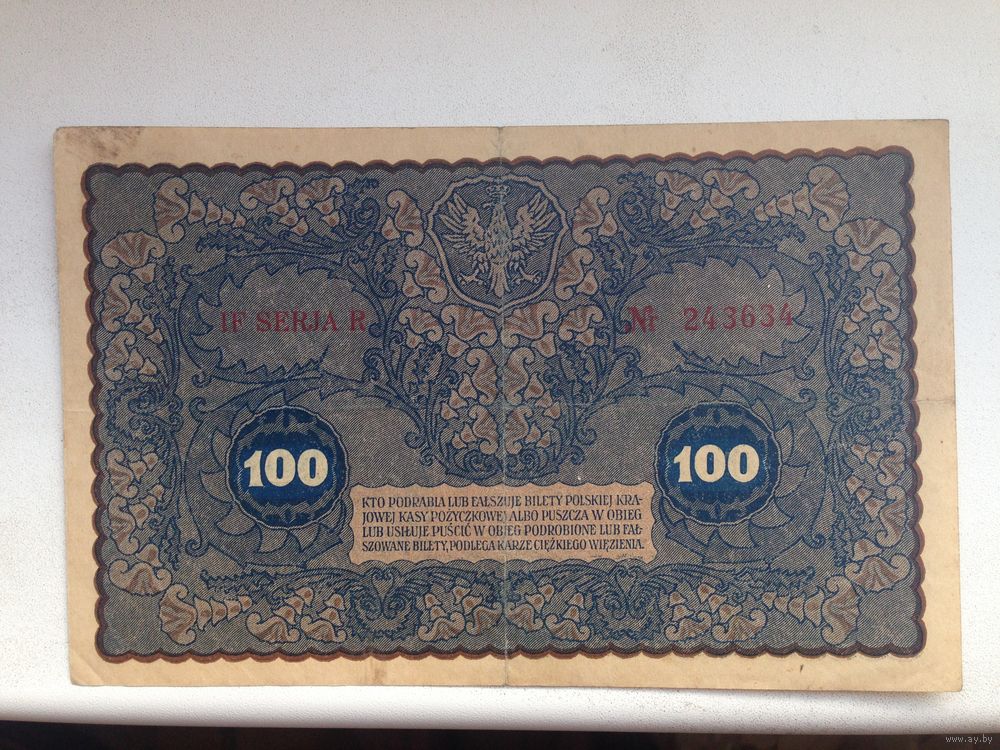 IF SERJA R
№ 243634
100
100
KTO PODRABIA LUB FAŁSZUJE BILETY POLSKIEJ KRA-
JOWEJ KASY POŻYCZKOWEJ ALBO PUSZCZA W OBIEG
LUB USIŁUJE PUŚCIĆ W OBIEG PODROBIONE LUB FAŁ-
SZOWANE BILETY, PODLEGA KARZE CIĘŻKIEGO WIĘZIENIA.
www.ay.by